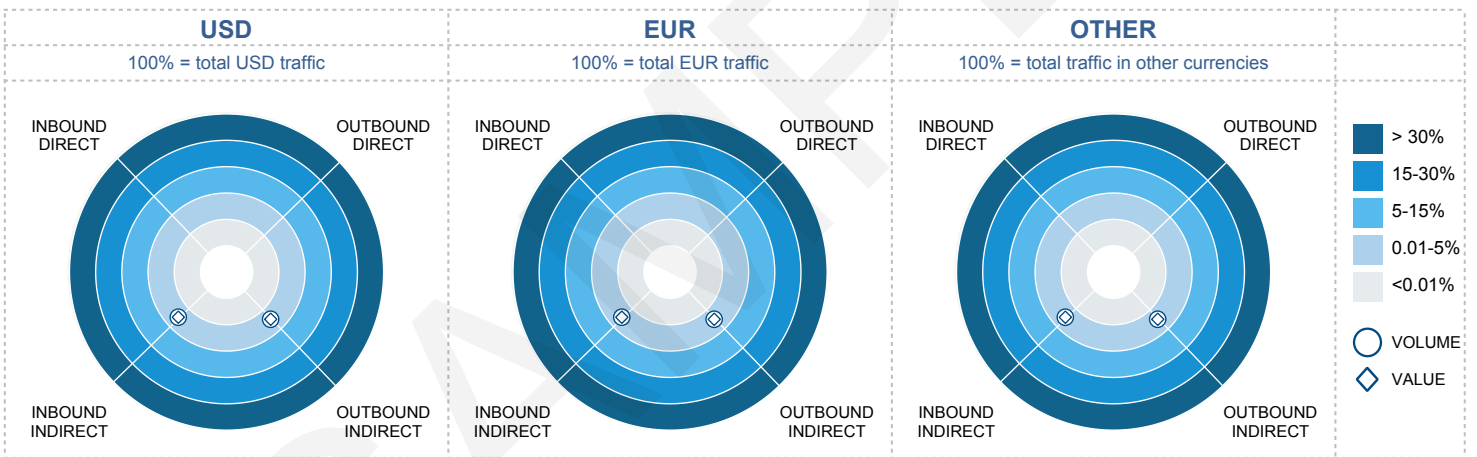 USD
EUR
OTHER
100% = total USD traffic
100% = total EUR traffic
100% = total traffic in other currencies
INBOUND
DIRECT
OUTBOUND
DIRECT
INBOUND
INDIRECT
OUTBOUND
INDIRECT
INBOUND
DIRECT
OUTBOUND
DIRECT
INBOUND
INDIRECT
OUTBOUND
INDIRECT
INBOUND
DIRECT
OUTBOUND
DIRECT
INBOUND
INDIRECT
OUTBOUND
INDIRECT
> 30%
15-30%
5-15%
0.01-5%
<0.01%
VOLUME
VALUE
SAMPLE